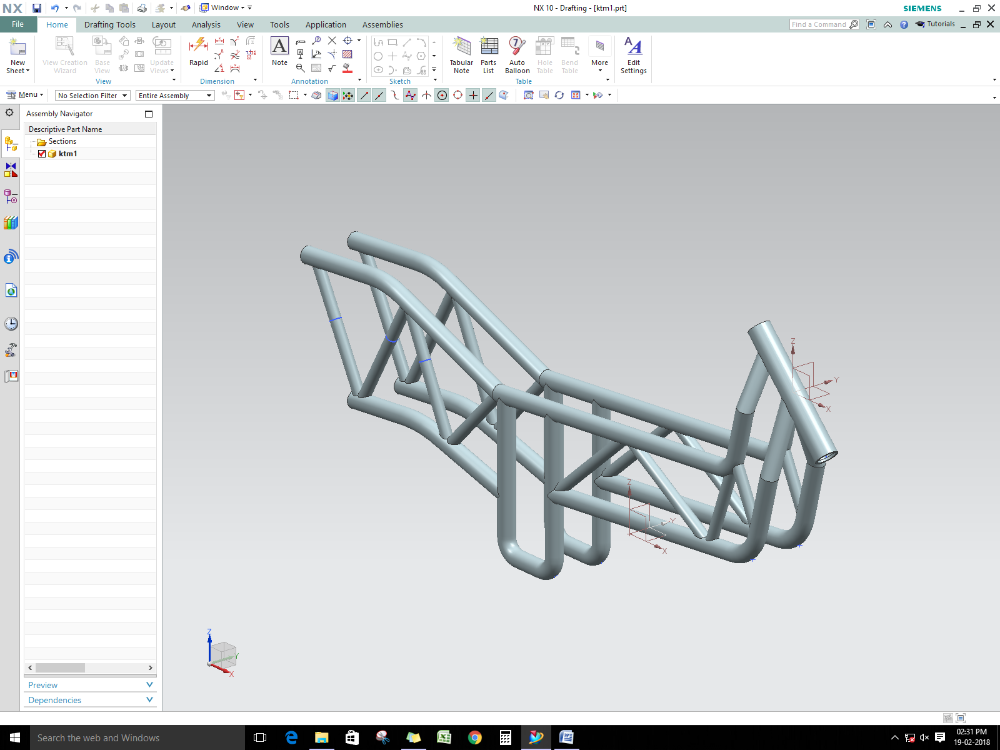 NX
Window
NX 10 - Drafting - [ktm1.prt]
SIEMENS
File
Home
Drafting Tools
Layout
Analysis
View
Tools
Application
Assemblies
Find a Command
Tutorials
New Sheet
View Creation Wizard
Base View
Update Views
View
Rapid
Dimension
A
Note
Annotation
Sketch
Tabular Note
Parts List
7
Auto Balloon
Hole Table
Bend Table
Table
More
Edit Settings
Menu
No Selection Filter
Entire Assembly
Assembly Navigator
Descriptive Part Name
Sections
ktm1
Z
Y
X
Z
Y
X
Z
Y
X
Preview
Dependencies
Search the web and Windows
02:31 PM
19-02-2018